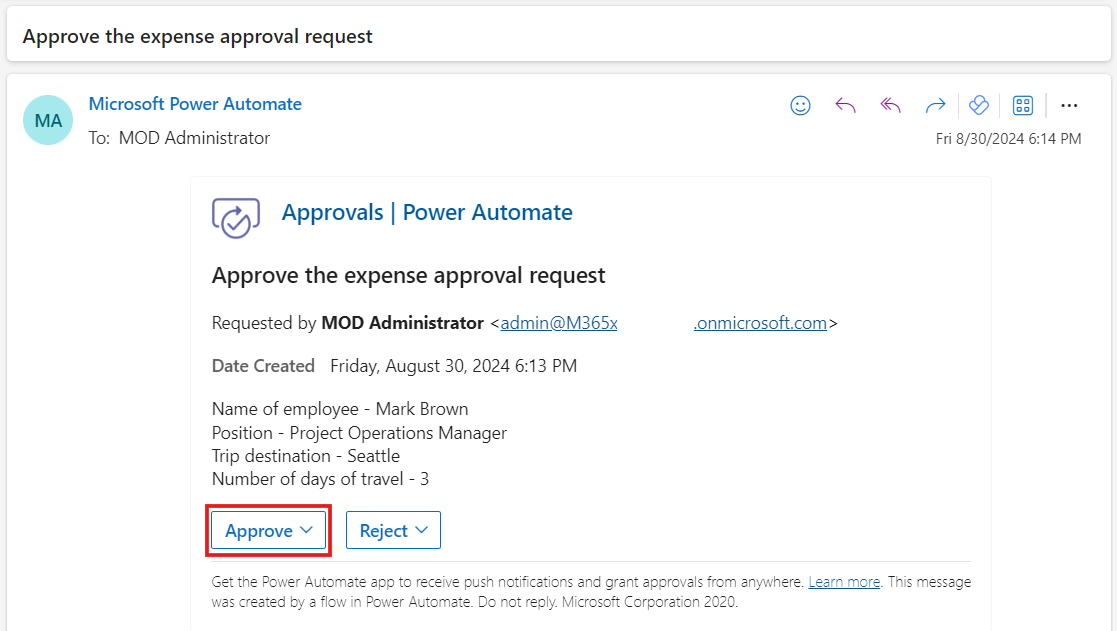 Approve the expense approval request
MA
Microsoft Power Automate
To: MOD Administrator
Fri 8/30/2024 6:14 PM
Approvals | Power Automate
Approve the expense approval request
Requested by MOD Administrator <admin@M365x .onmicrosoft.com>
Date Created Friday, August 30, 2024 6:13 PM
Name of employee - Mark Brown
Position - Project Operations Manager
Trip destination - Seattle
Number of days of travel - 3
Approve Reject
Get the Power Automate app to receive push notifications and grant approvals from anywhere. Learn more. This message
was created by a flow in Power Automate. Do not reply. Microsoft Corporation 2020.